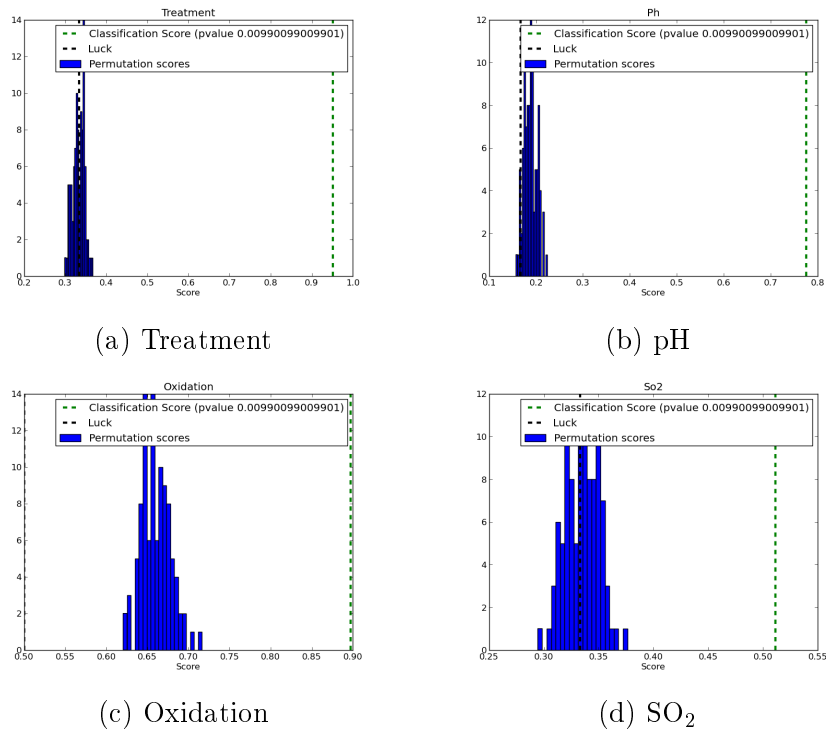 Treatment
14
12
10
8
6
4
2
0
Classification Score (pvalue 0.00990099009901)
Luck
Permutation scores
0.2 0.3 0.4 0.5 0.6 0.7 0.8 0.9 1.0
Score
(a) Treatment
Ph
12
10
8
6
4
2
0
Classification Score (pvalue 0.00990099009901)
Luck
Permutation scores
0.1 0.2 0.3 0.4 0.5 0.6 0.7 0.8
Score
(b) pH
Oxidation
14
12
10
8
6
4
2
0
Classification Score (pvalue 0.00990099009901)
Luck
Permutation scores
0.50 0.55 0.60 0.65 0.70 0.75 0.80 0.85 0.90
Score
(c) Oxidation
So2
12
10
8
6
4
2
0
Classification Score (pvalue 0.00990099009901)
Luck
Permutation scores
0.25 0.30 0.35 0.40 0.45 0.50 0.55
Score
(d) SO₂